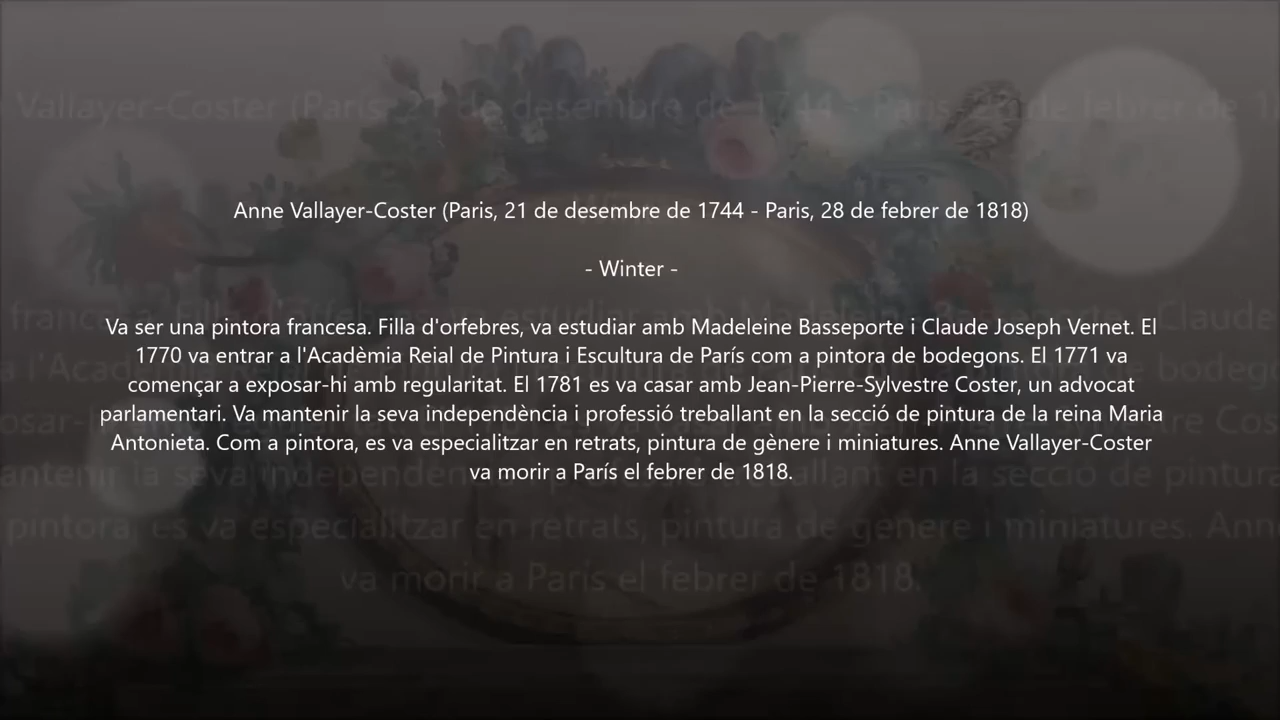 Anne Vallayer-Coster (Paris, 21 de desembre de 1744 - Paris, 28 de febrer de 1818)
- Winter -
Va ser una pintora francesa. Filla d'orfebres, va estudiar amb Madeleine Basseporte i Claude Joseph Vernet. El
1770 va entrar a l'Acadèmia Reial de Pintura i Escultura de París com a pintora de bodegons. El 1771 va
començar a exposar-hi amb regularitat. El 1781 es va casar amb Jean-Pierre-Sylvestre Coster, un advocat
parlamentari. Va mantenir la seva independència i professió treballant en la secció de pintura de la reina Maria
Antonieta. Com a pintora, es va especialitzar en retrats, pintura de gènere i miniatures. Anne Vallayer-Coster
va morir a París el febrer de 1818.